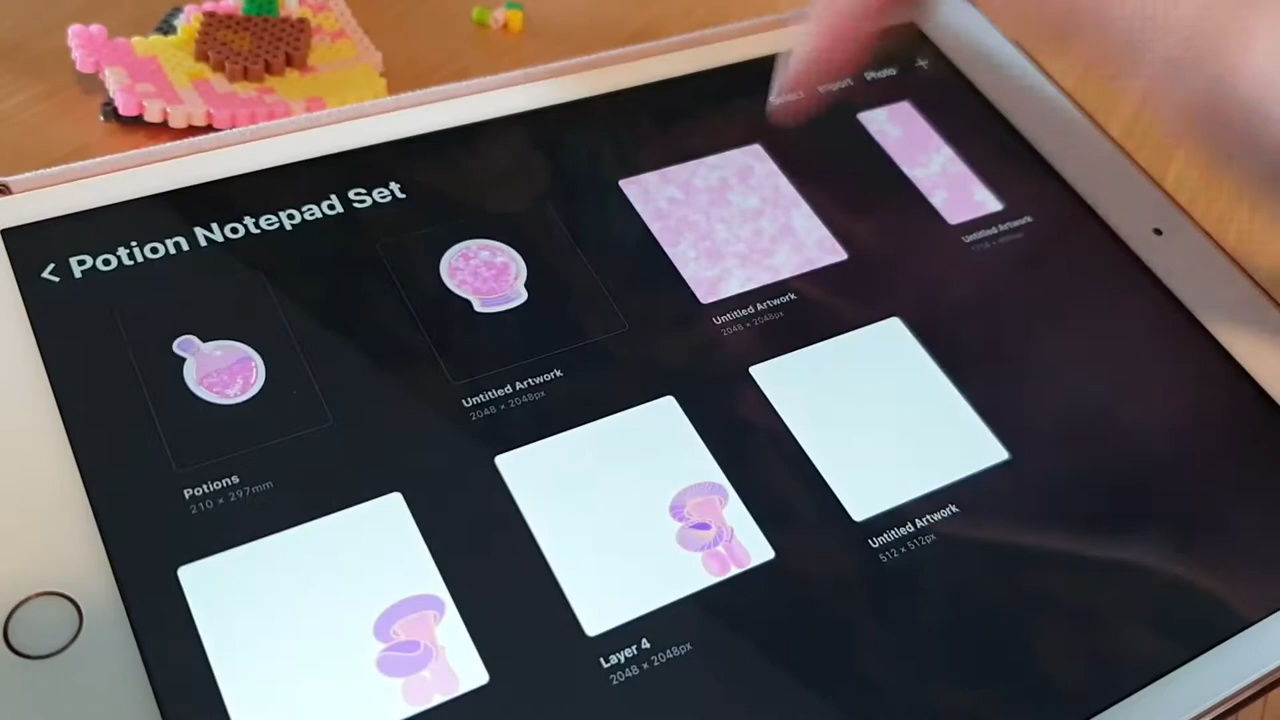 Select Import Photo +
< Potion Notepad Set
Potions
210 × 297mm
Untitled Artwork
2048 × 2048px
Untitled Artwork
2048 × 2048px
Untitled Artwork
Layer 4
2048 × 2048px
Untitled Artwork
512 × 512px